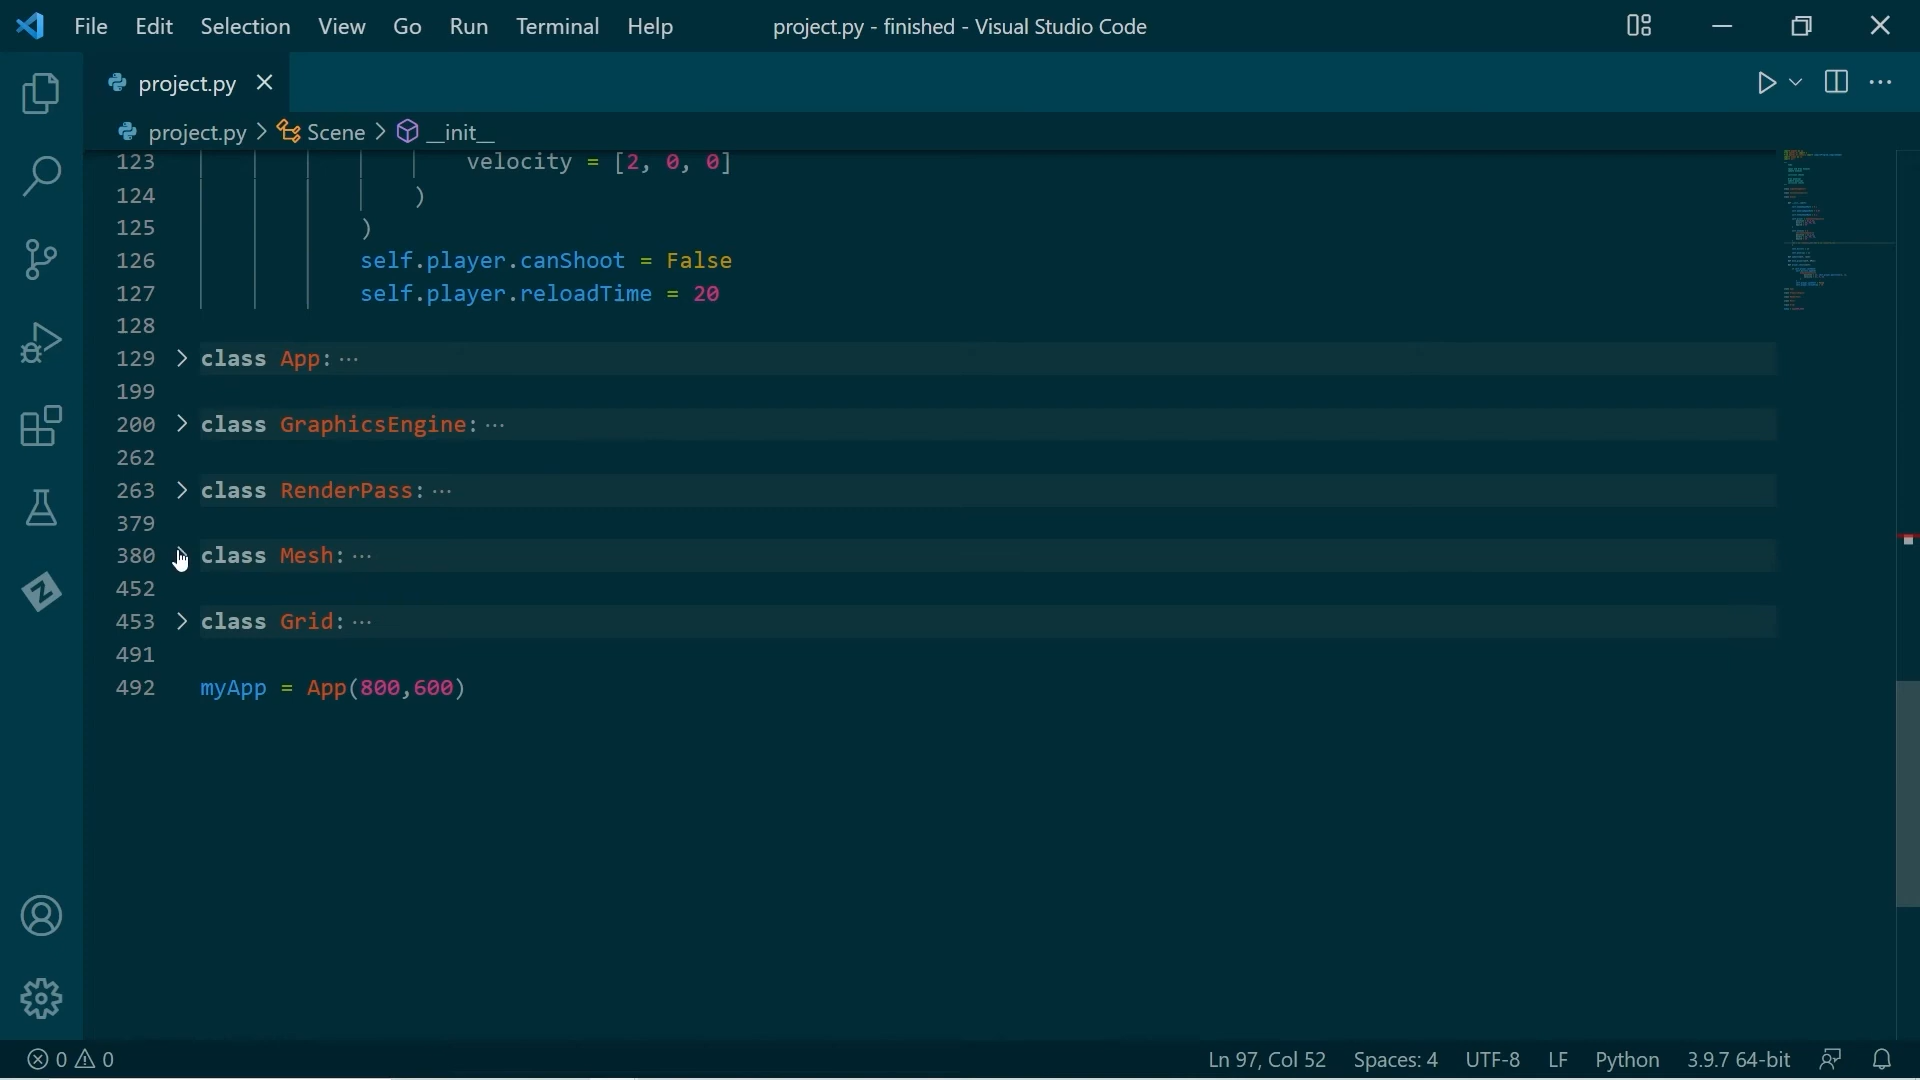 File Edit Selection View Go Run Terminal Help project.py - finished - Visual Studio Code
project.py
project.py > Scene > __init__
123 velocity = [2, 0, 0]
124 )
125 )
126 self.player.canShoot = False
127 self.player.reloadTime = 20
128
129 class App:···
199
200 class GraphicsEngine:···
262
263 class RenderPass:···
379
380 class Mesh:···
452
453 class Grid:···
491
492 myApp = App(800,600)
0 0 Ln 97, Col 52 Spaces: 4 UTF-8 LF Python 3.9.7 64-bit